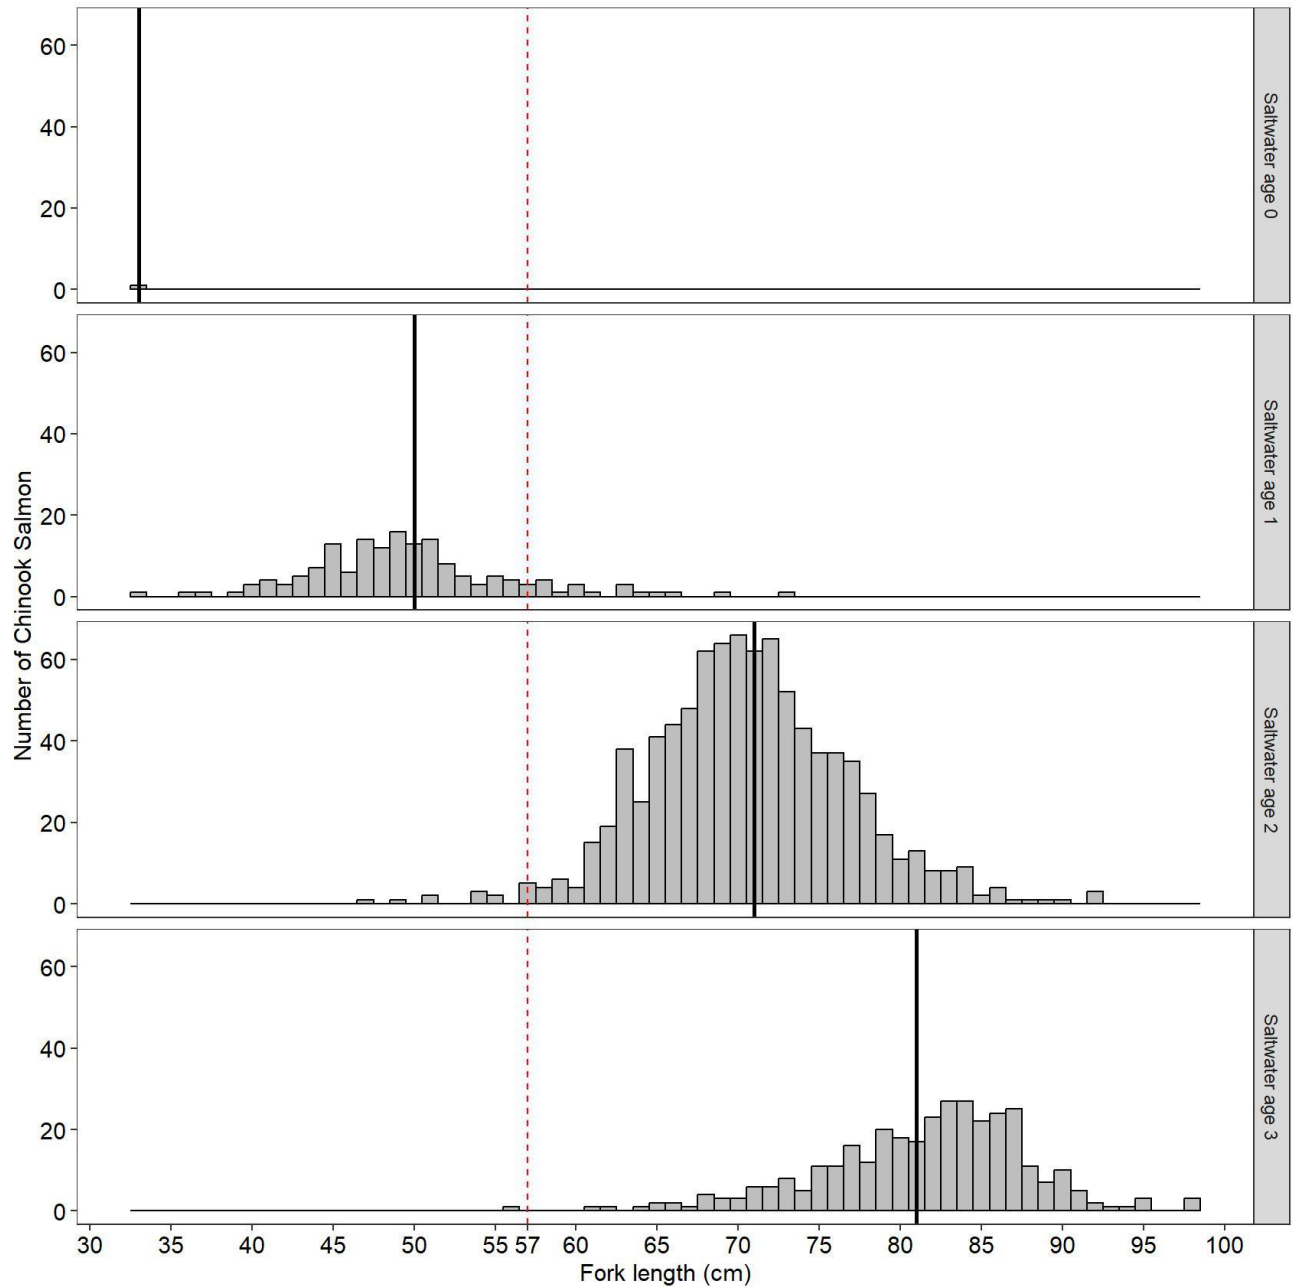 60
40
20
0
Saltwater age 0
60
40
20
0
Saltwater age 1
Number of Chinook Salmon
60
40
20
0
Saltwater age 2
60
40
20
0
Saltwater age 3
30 35 40 45 50 55 57 60 65 70 75 80 85 90 95 100
Fork length (cm)